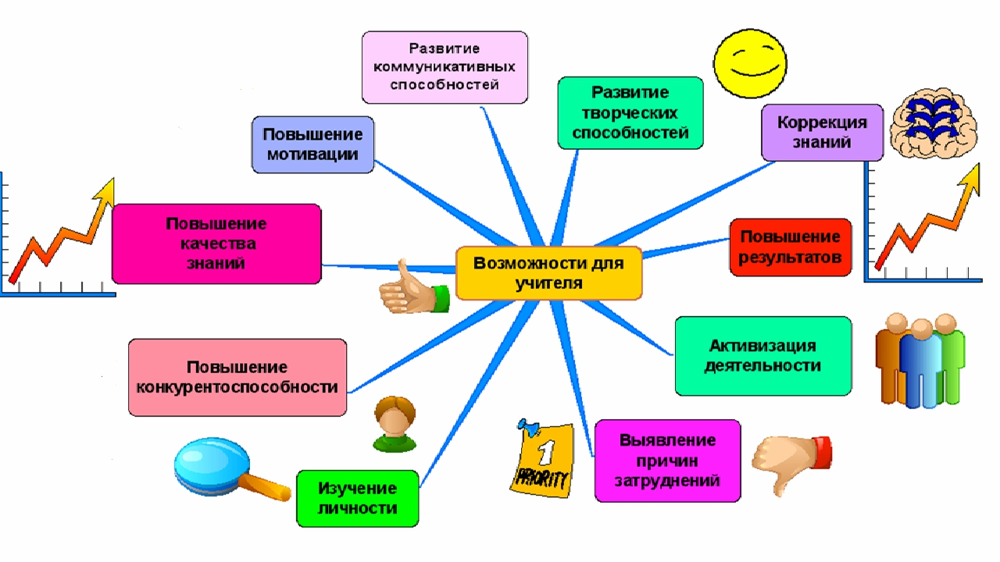 Развитие
коммуникативных
способностей
Развитие
творческих
способностей
Коррекция
знаний
Повышение
мотивации
Повышение
качества
знаний
Повышение
результатов
Возможности для
учителя
Активизация
деятельности
Повышение
конкурентоспособности
Выявление
причин
затруднений
1
PRIORITY
Изучение
личности